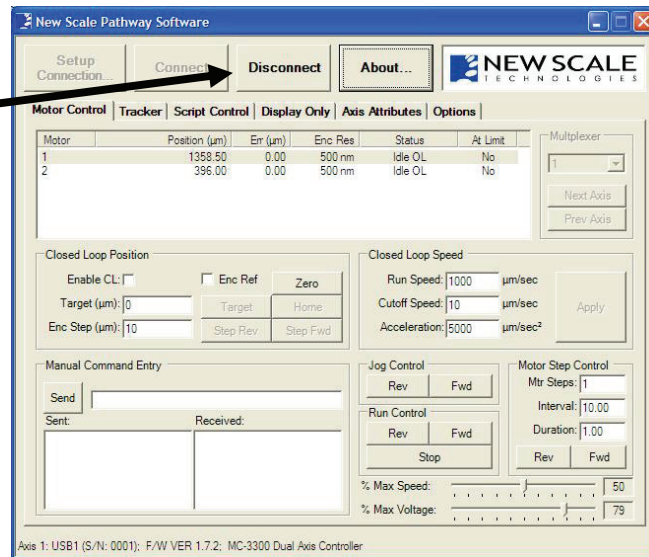 New Scale Pathway Software
Setup Connection... Connect Disconnect About... NEW SCALE TECHNOLOGIES
Motor Control Tracker Script Control Display Only Axis Attributes Options
Motor Position (µm) Err (µm) Enc Res Status At Limit
1 1358.50 0.00 500 nm Idle OL No
2 396.00 0.00 500 nm Idle OL No
Multplexer
1
Next Axis
Prev Axis
Closed Loop Position
Enable CL: Enc Ref Zero
Target (µm): 0 Target Home
Enc Step (µm): 10 Step Rev Step Fwd
Closed Loop Speed
Run Speed: 1000 µm/sec
Cutoff Speed: 10 µm/sec
Acceleration: 5000 µm/sec²
Apply
Manual Command Entry
Send
Sent: Received:
Jog Control
Rev Fwd
Run Control
Rev Fwd
Stop
Motor Step Control
Mtr Steps: 1
Interval: 10.00
Duration: 1.00
Rev Fwd
% Max Speed: 50
% Max Voltage: 79
Axis 1: USB1 (S/N: 0001); F/W VER 1.7.2; MC-3300 Dual Axis Controller